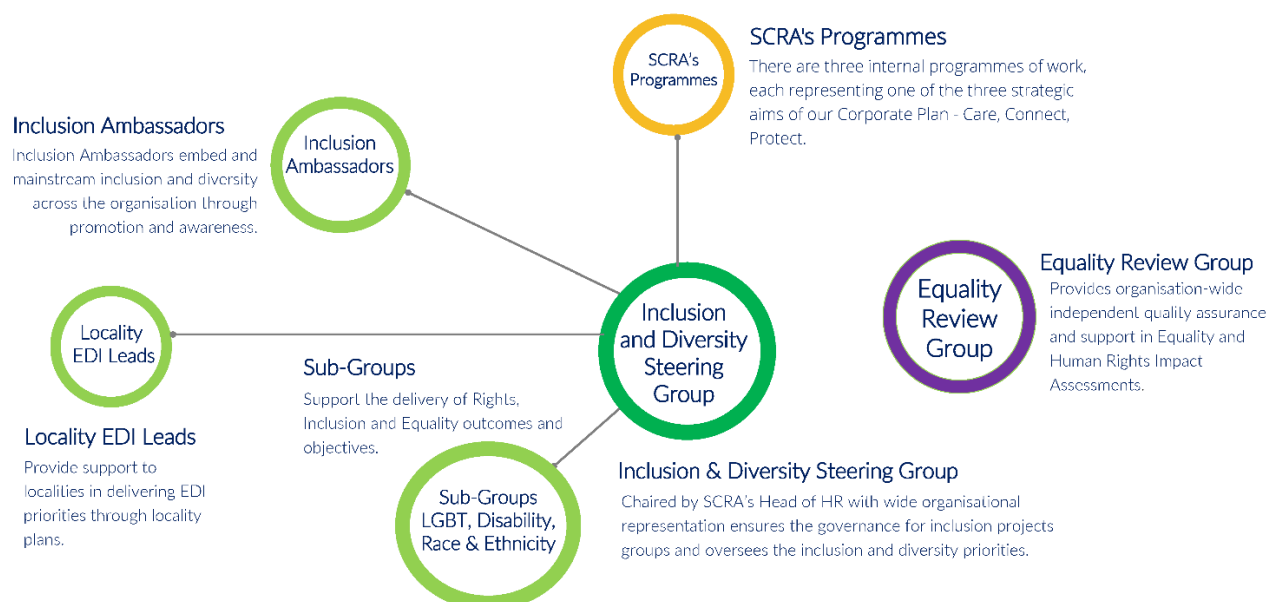 SCRA's
Programmes
SCRA's Programmes
There are three internal programmes of work,
each representing one of the three strategic
aims of our Corporate Plan - Care, Connect,
Protect.
Inclusion Ambassadors
Inclusion Ambassadors embed and
mainstream inclusion and diversity
across the organisation through
promotion and awareness.
Inclusion
Ambassadors
Equality
Review
Group
Equality Review Group
Provides organisation-wide
independent quality assurance
and support in Equality and
Human Rights Impact
Assessments.
Locality
EDI Leads
Locality EDI Leads
Provide support to
localities in delivering EDI
priorities through locality
plans.
Inclusion
and Diversity
Steering
Group
Sub-Groups
Support the delivery of Rights,
Inclusion and Equality outcomes and
objectives.
Sub-Groups
LGBT, Disability,
Race & Ethnicity
Inclusion & Diversity Steering Group
Chaired by SCRA's Head of HR with wide organisational
representation ensures the governance for inclusion projects
groups and oversees the inclusion and diversity priorities.